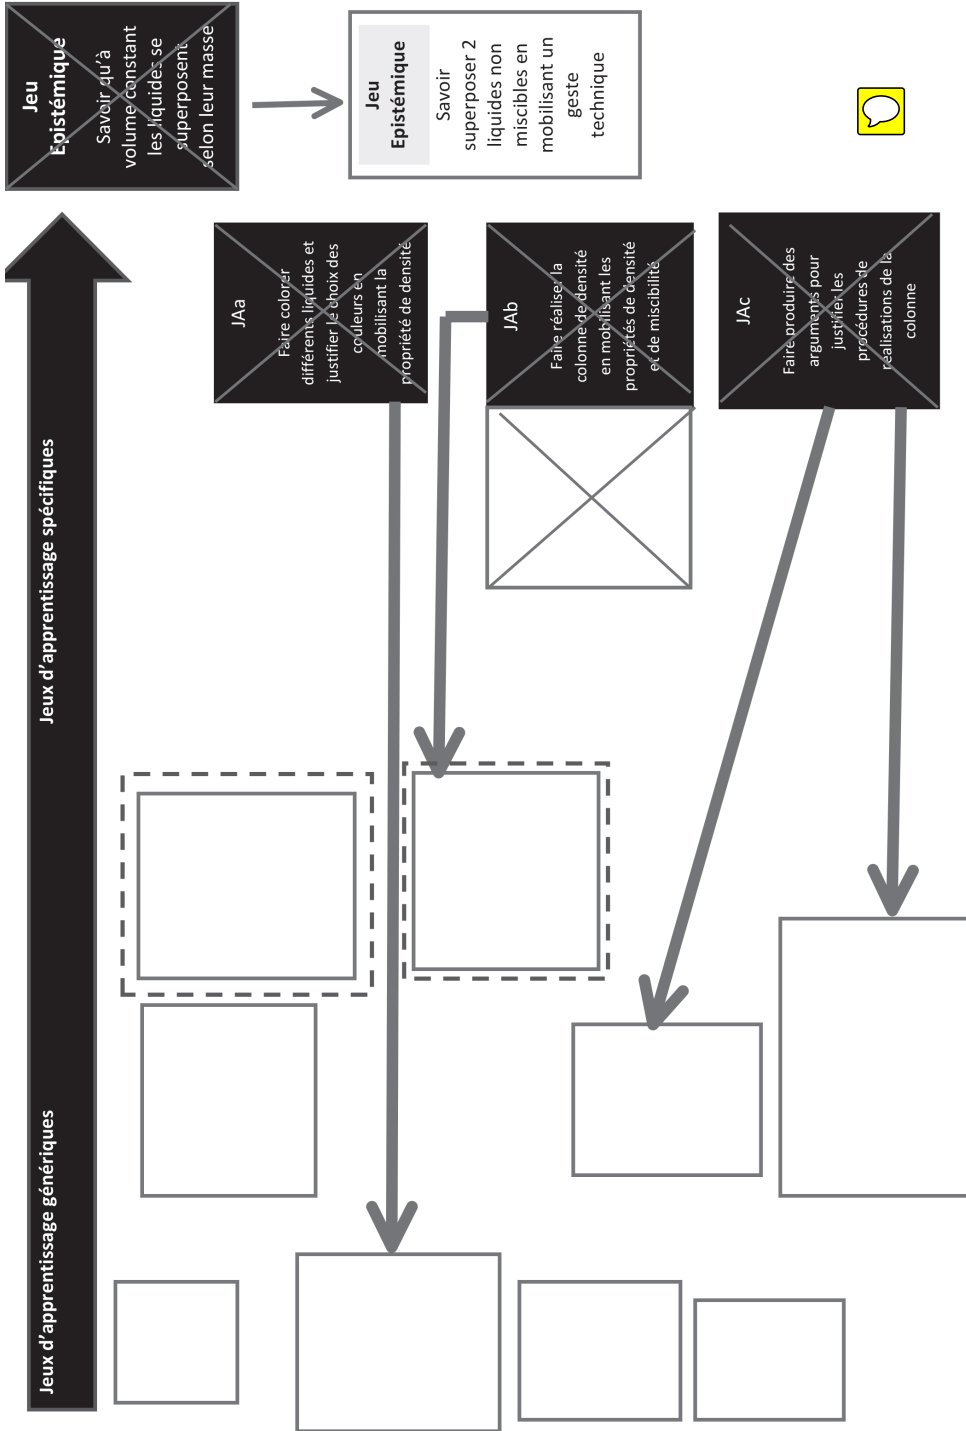 Jeux d'apprentissage génériques
Jeux d'apprentissage spécifiques
Jeu
Epistémique
Savoir qu'à
volume constant
les liquides se
superposent
selon leur masse
Jeu
Epistémique
Savoir
superposer 2
liquides non
miscibles en
mobilisant un
geste
technique
JAa
Faire colorer
différents liquides et
justifier le choix des
couleurs en
mobilisant la
propriété de densité
JAb
Faire réaliser la
colonne de densité
en mobilisant les
propriétés de densité
et de miscibilité
JAc
Faire produire des
arguments pour
justifier les
procédures de
réalisations de la
colonne